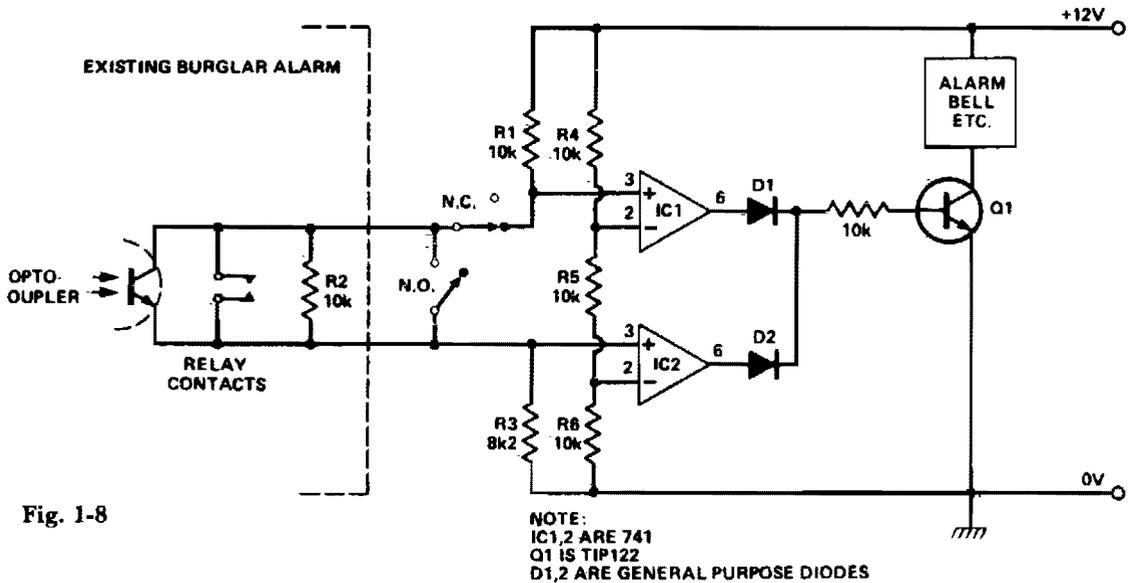 +12V
EXISTING BURGLAR ALARM
ALARM
BELL
ETC.
R1
10k
R4
10k
N.C.
3
+
2
−
IC1
6
D1
Q1
10k
OPTO-
OUPLER
R2
10k
N.O.
R5
10k
3
+
2
−
IC2
6
D2
RELAY
CONTACTS
R3
8k2
R6
10k
0V
Fig. 1-8
NOTE:
IC1,2 ARE 741
Q1 IS TIP122
D1,2 ARE GENERAL PURPOSE DIODES